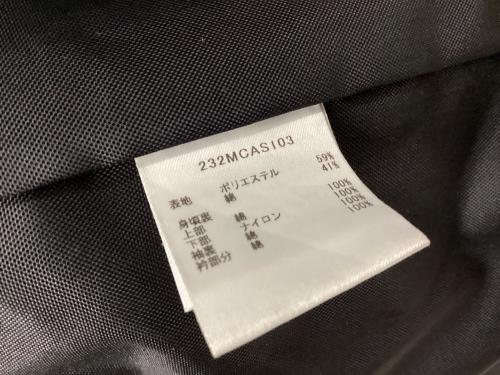 232MCAS103
表地 ポリエステル 59%
綿 41%
身頃裏
上部 綿 100%
下部 ナイロン 100%
袖裏 綿 100%
衿部分 綿 100%